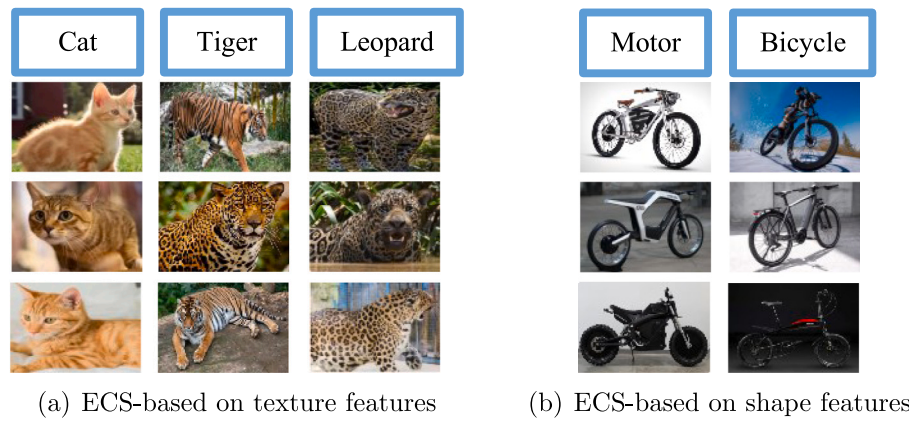 Cat Tiger Leopard Motor Bicycle
(a) ECS-based on texture features (b) ECS-based on shape features